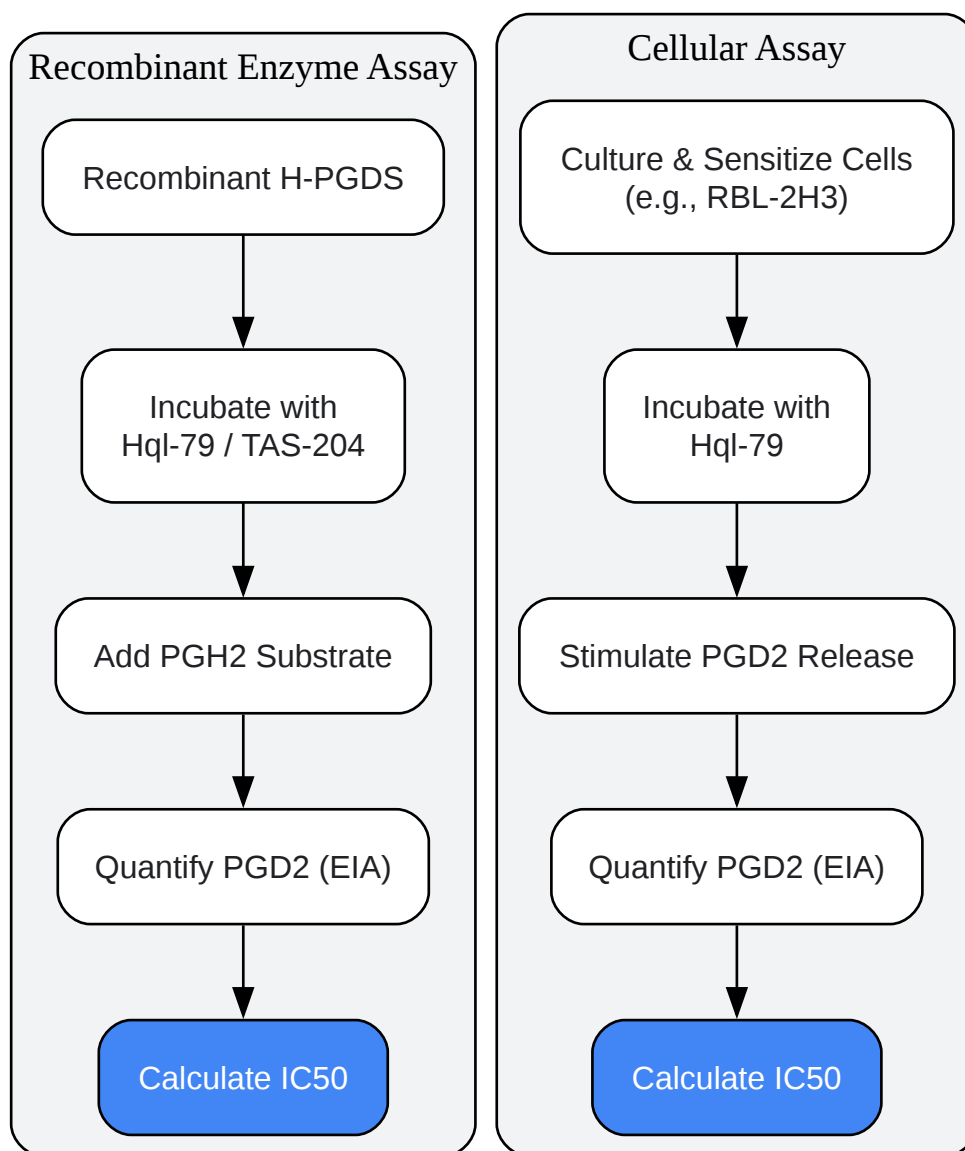 Recombinant Enzyme Assay
Recombinant H-PGDS
Incubate with
Hql-79 / TAS-204
Add PGH2 Substrate
Quantify PGD2 (EIA)
Calculate IC50
Cellular Assay
Culture & Sensitize Cells
(e.g., RBL-2H3)
Incubate with
Hql-79
Stimulate PGD2 Release
Quantify PGD2 (EIA)
Calculate IC50